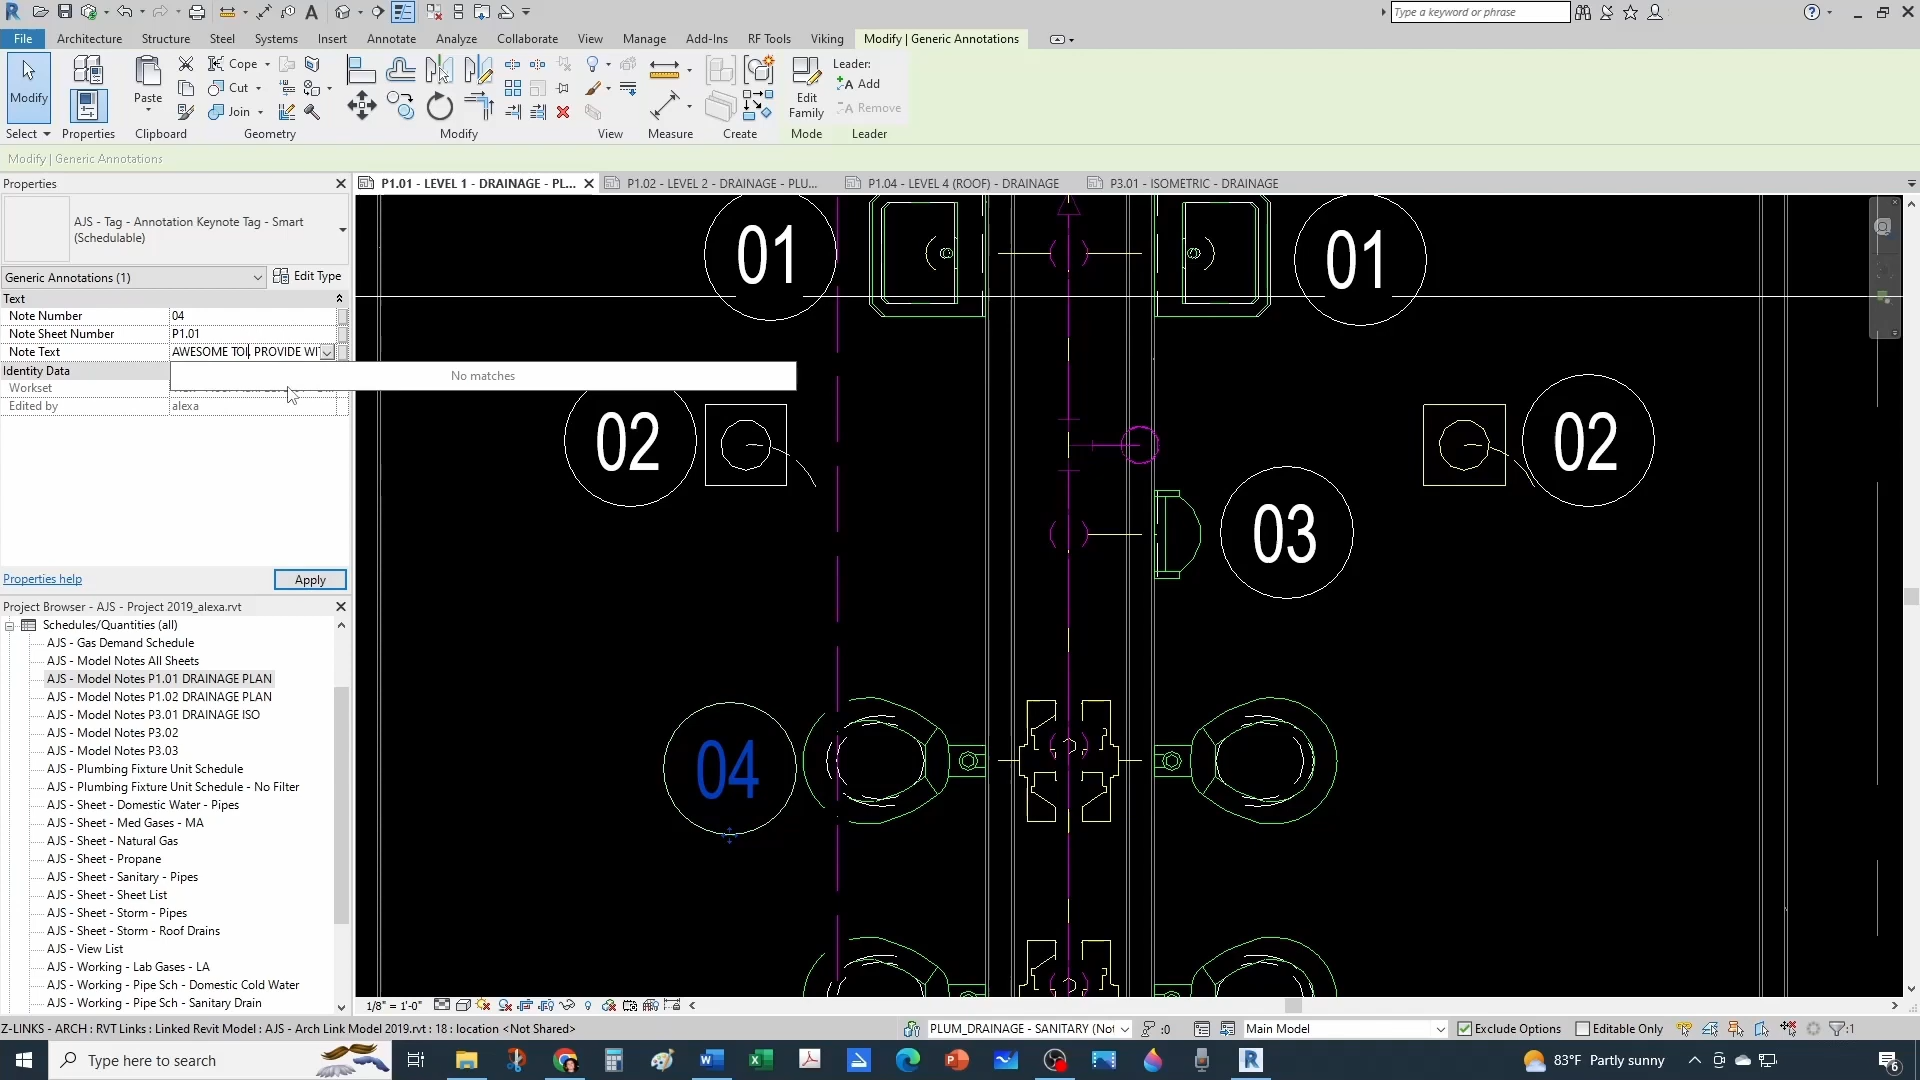 Type a keyword or phrase
File Architecture Structure Steel Systems Insert Annotate Analyze Collaborate View Manage Add-Ins RF Tools Viking Modify | Generic Annotations
Modify
Paste
Cope
Cut
Join
Edit Family
Leader:
Add
Remove
Select Properties Clipboard Geometry Modify View Measure Create Mode Leader
Modify | Generic Annotations
Properties
P1.01 - LEVEL 1 - DRAINAGE - PL...
P1.02 - LEVEL 2 - DRAINAGE - PLU...
P1.04 - LEVEL 4 (ROOF) - DRAINAGE
P3.01 - ISOMETRIC - DRAINAGE
AJS - Tag - Annotation Keynote Tag - Smart
(Schedulable)
Generic Annotations (1)
Edit Type
Text
Note Number 04
Note Sheet Number P1.01
Note Text AWESOME TOI. PROVIDE WI
No matches
Identity Data
Workset
Edited by alexa
Properties help
Apply
Project Browser - AJS - Project 2019_alexa.rvt
Schedules/Quantities (all)
AJS - Gas Demand Schedule
AJS - Model Notes All Sheets
AJS - Model Notes P1.01 DRAINAGE PLAN
AJS - Model Notes P1.02 DRAINAGE PLAN
AJS - Model Notes P3.01 DRAINAGE ISO
AJS - Model Notes P3.02
AJS - Model Notes P3.03
AJS - Plumbing Fixture Unit Schedule
AJS - Plumbing Fixture Unit Schedule - No Filter
AJS - Sheet - Domestic Water - Pipes
AJS - Sheet - Med Gases - MA
AJS - Sheet - Natural Gas
AJS - Sheet - Propane
AJS - Sheet - Sanitary - Pipes
AJS - Sheet - Sheet List
AJS - Sheet - Storm - Pipes
AJS - Sheet - Storm - Roof Drains
AJS - View List
AJS - Working - Lab Gases - LA
AJS - Working - Pipe Sch - Domestic Cold Water
AJS - Working - Pipe Sch - Sanitary Drain
01
01
02
02
03
04
1/8" = 1'-0"
Z-LINKS - ARCH : RVT Links : Linked Revit Model : AJS - Arch Link Model 2019.rvt : 18 : location <Not Shared>
PLUM_DRAINAGE - SANITARY (Not
:0
Main Model
Exclude Options
Editable Only
:1
Type here to search
83°F Partly sunny
6